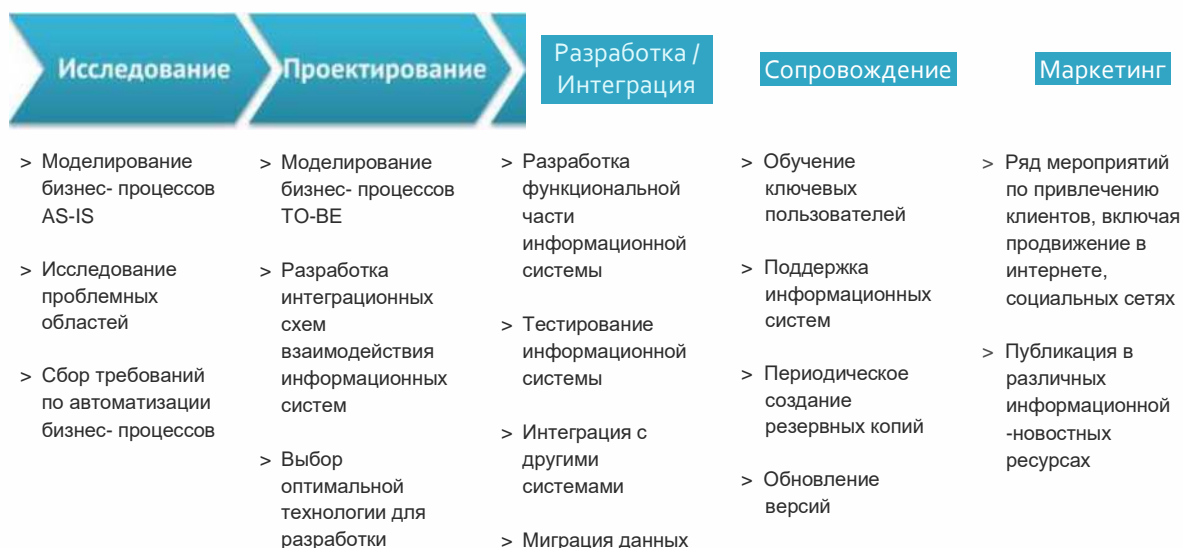 Исследование
Проектирование
Разработка /
Интеграция
Сопровождение
Маркетинг
> Моделирование
бизнес- процессов
AS-IS
> Исследование
проблемных
областей
> Сбор требований
по автоматизации
бизнес- процессов
> Моделирование
бизнес- процессов
TO-BE
> Разработка
интеграционных
схем
взаимодействия
информационных
систем
> Выбор
оптимальной
технологии для
разработки
> Разработка
функциональной
части
информационной
системы
> Тестирование
информационной
системы
> Интеграция с
другими
системами
> Миграция данных
> Обучение
ключевых
пользователей
> Поддержка
информационных
систем
> Периодическое
создание
резервных копий
> Обновление
версий
> Ряд мероприятий
по привлечению
клиентов, включая
продвижение в
интернете,
социальных сетях
> Публикация в
различных
информационной
-новостных
ресурсах